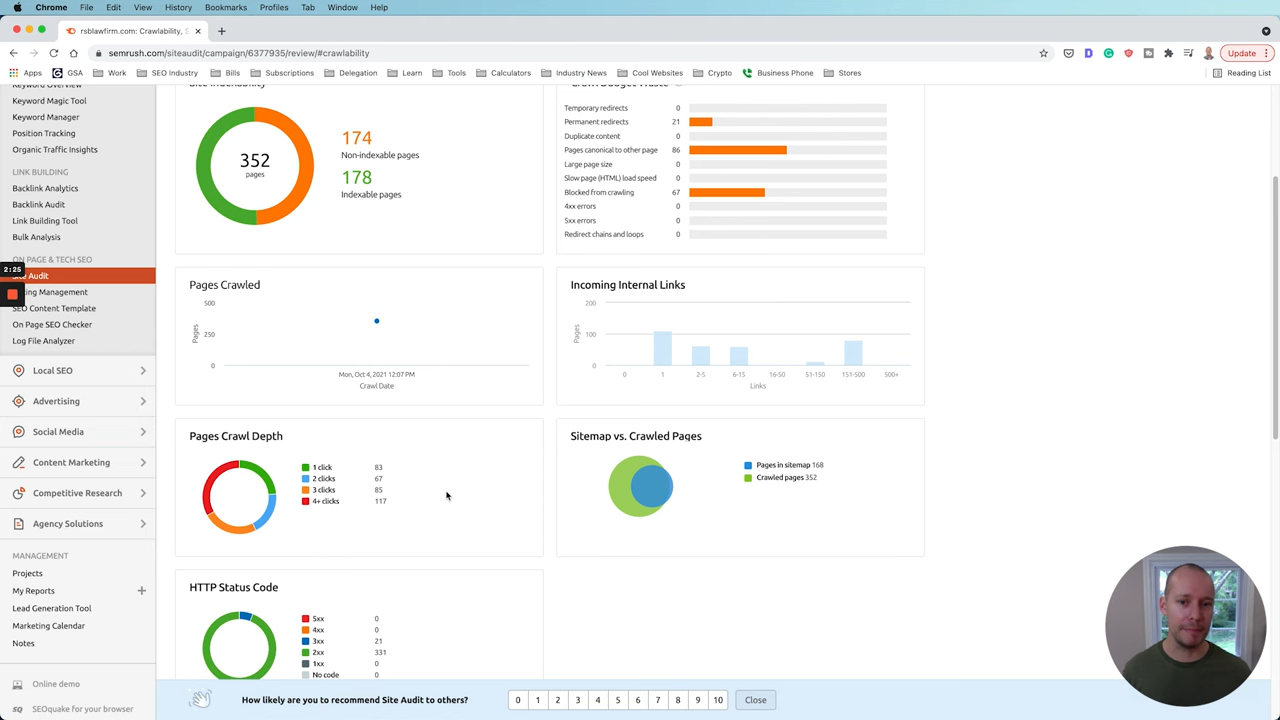 Chrome File Edit View History Bookmarks Profiles Tab Window Help
rsblawfirm.com: Crawlability, S
semrush.com/siteaudit/campaign/6377935/review/#crawlability
Update
Apps GSA Work SEO Industry Bills Subscriptions Delegation Learn Tools Calculators Industry News Cool Websites Crypto Business Phone Stores Reading List
Keyword Overview
Keyword Magic Tool
Keyword Manager
Position Tracking
Organic Traffic Insights
LINK BUILDING
Backlink Analytics
Backlink Audit
Link Building Tool
Bulk Analysis
ON PAGE & TECH SEO
2:25
Site Audit
ing Management
SEO Content Template
On Page SEO Checker
Log File Analyzer
Local SEO
Advertising
Social Media
Content Marketing
Competitive Research
Agency Solutions
MANAGEMENT
Projects
My Reports
Lead Generation Tool
Marketing Calendar
Notes
Online demo
SQ SEOquake for your browser
Site Indexability
352
pages
174
Non-indexable pages
178
Indexable pages
Crawl Budget Waste
Temporary redirects 0
Permanent redirects 21
Duplicate content 0
Pages canonical to other page 86
Large page size 0
Slow page (HTML) load speed 0
Blocked from crawling 67
4xx errors 0
5xx errors 0
Redirect chains and loops 0
Pages Crawled
500
250
0
Pages
Mon, Oct 4, 2021 12:07 PM
Crawl Date
Incoming Internal Links
200
100
0
Pages
0 1 2-5 6-15 16-50 51-150 151-500 500+
Links
Pages Crawl Depth
1 click 83
2 clicks 67
3 clicks 85
4+ clicks 117
Sitemap vs. Crawled Pages
Pages in sitemap 168
Crawled pages 352
HTTP Status Code
5xx 0
4xx 0
3xx 21
2xx 331
1xx 0
No code 0
How likely are you to recommend Site Audit to others? 0 1 2 3 4 5 6 7 8 9 10 Close